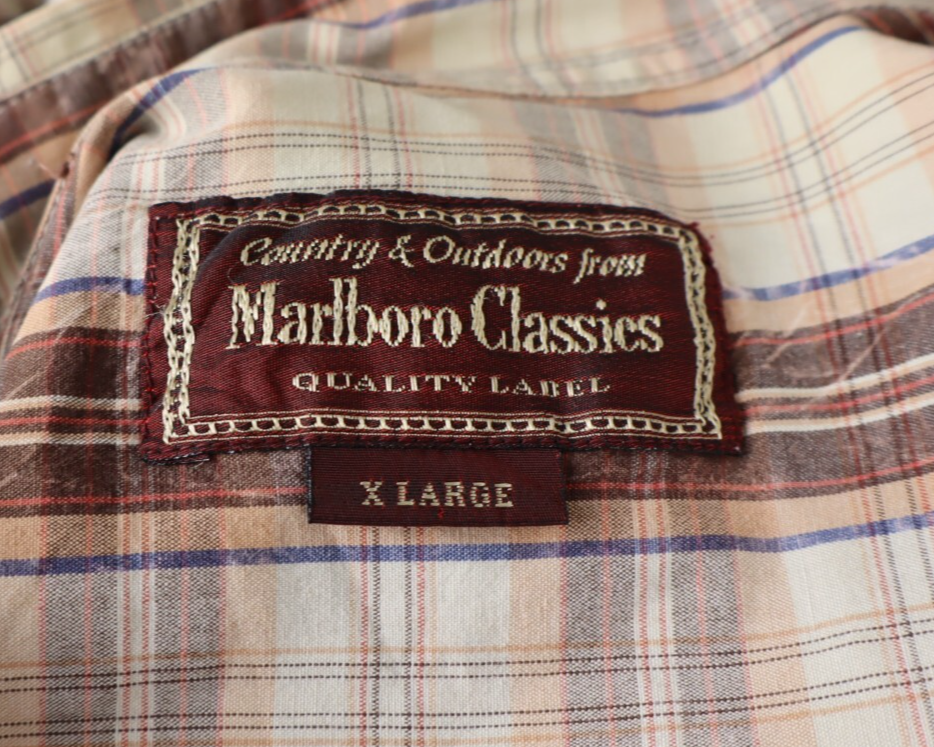 Country & Outdoors from
Marlboro Classics
QUALITY LABEL
X LARGE